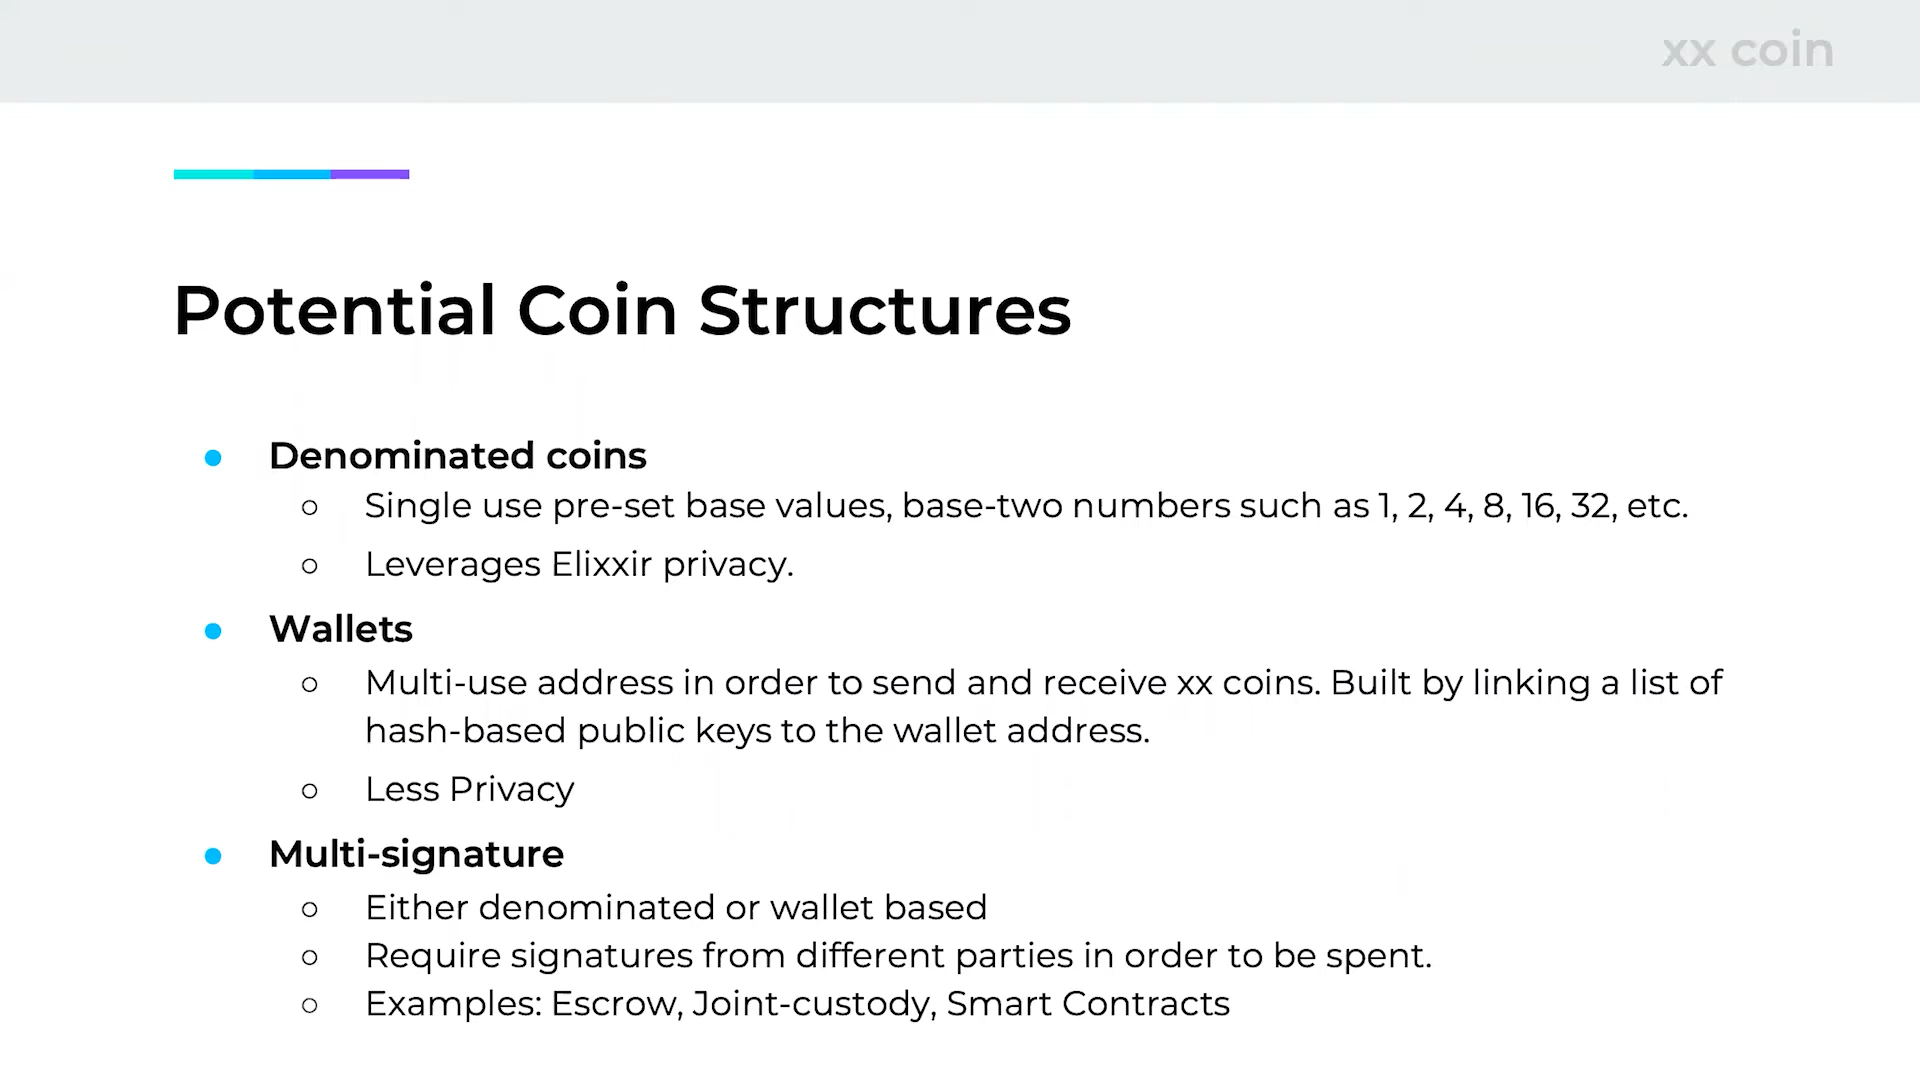 xx coin
Potential Coin Structures
● Denominated coins
○ Single use pre-set base values, base-two numbers such as 1, 2, 4, 8, 16, 32, etc.
○ Leverages Elixxir privacy.
● Wallets
○ Multi-use address in order to send and receive xx coins. Built by linking a list of
hash-based public keys to the wallet address.
○ Less Privacy
● Multi-signature
○ Either denominated or wallet based
○ Require signatures from different parties in order to be spent.
○ Examples: Escrow, Joint-custody, Smart Contracts